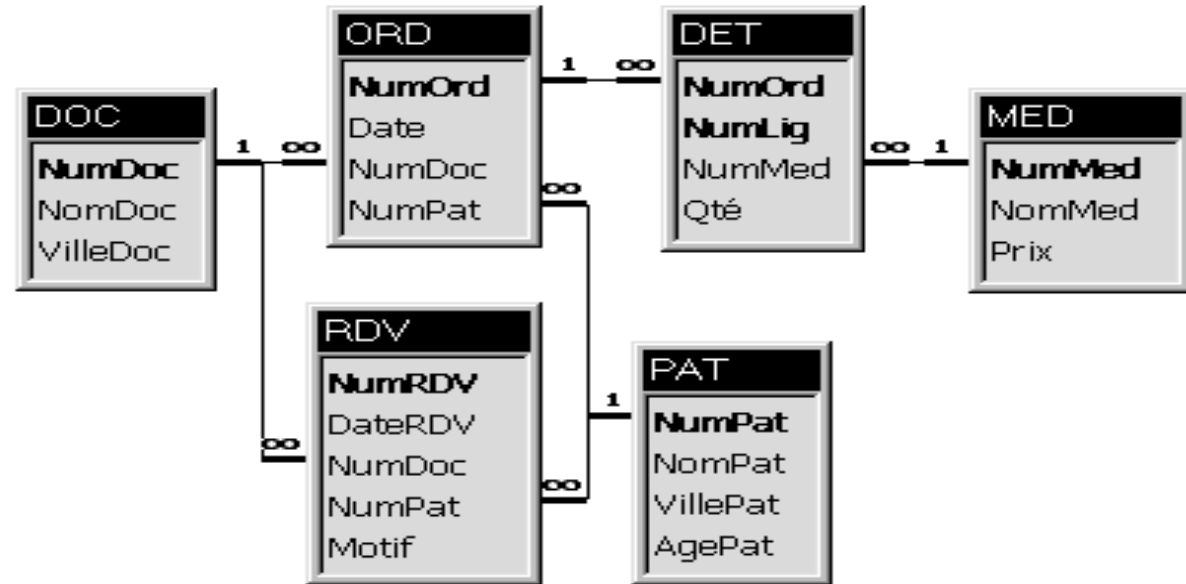 DOC
NumDoc
NomDoc
VilleDoc
1
∞
ORD
NumOrd
Date
NumDoc
NumPat
1
∞
∞
DET
NumOrd
NumLig
NumMed
Qté
∞
1
MED
NumMed
NomMed
Prix
RDV
NumRDV
DateRDV
NumDoc
NumPat
Motif
∞
∞
1
PAT
NumPat
NomPat
VillePat
AgePat